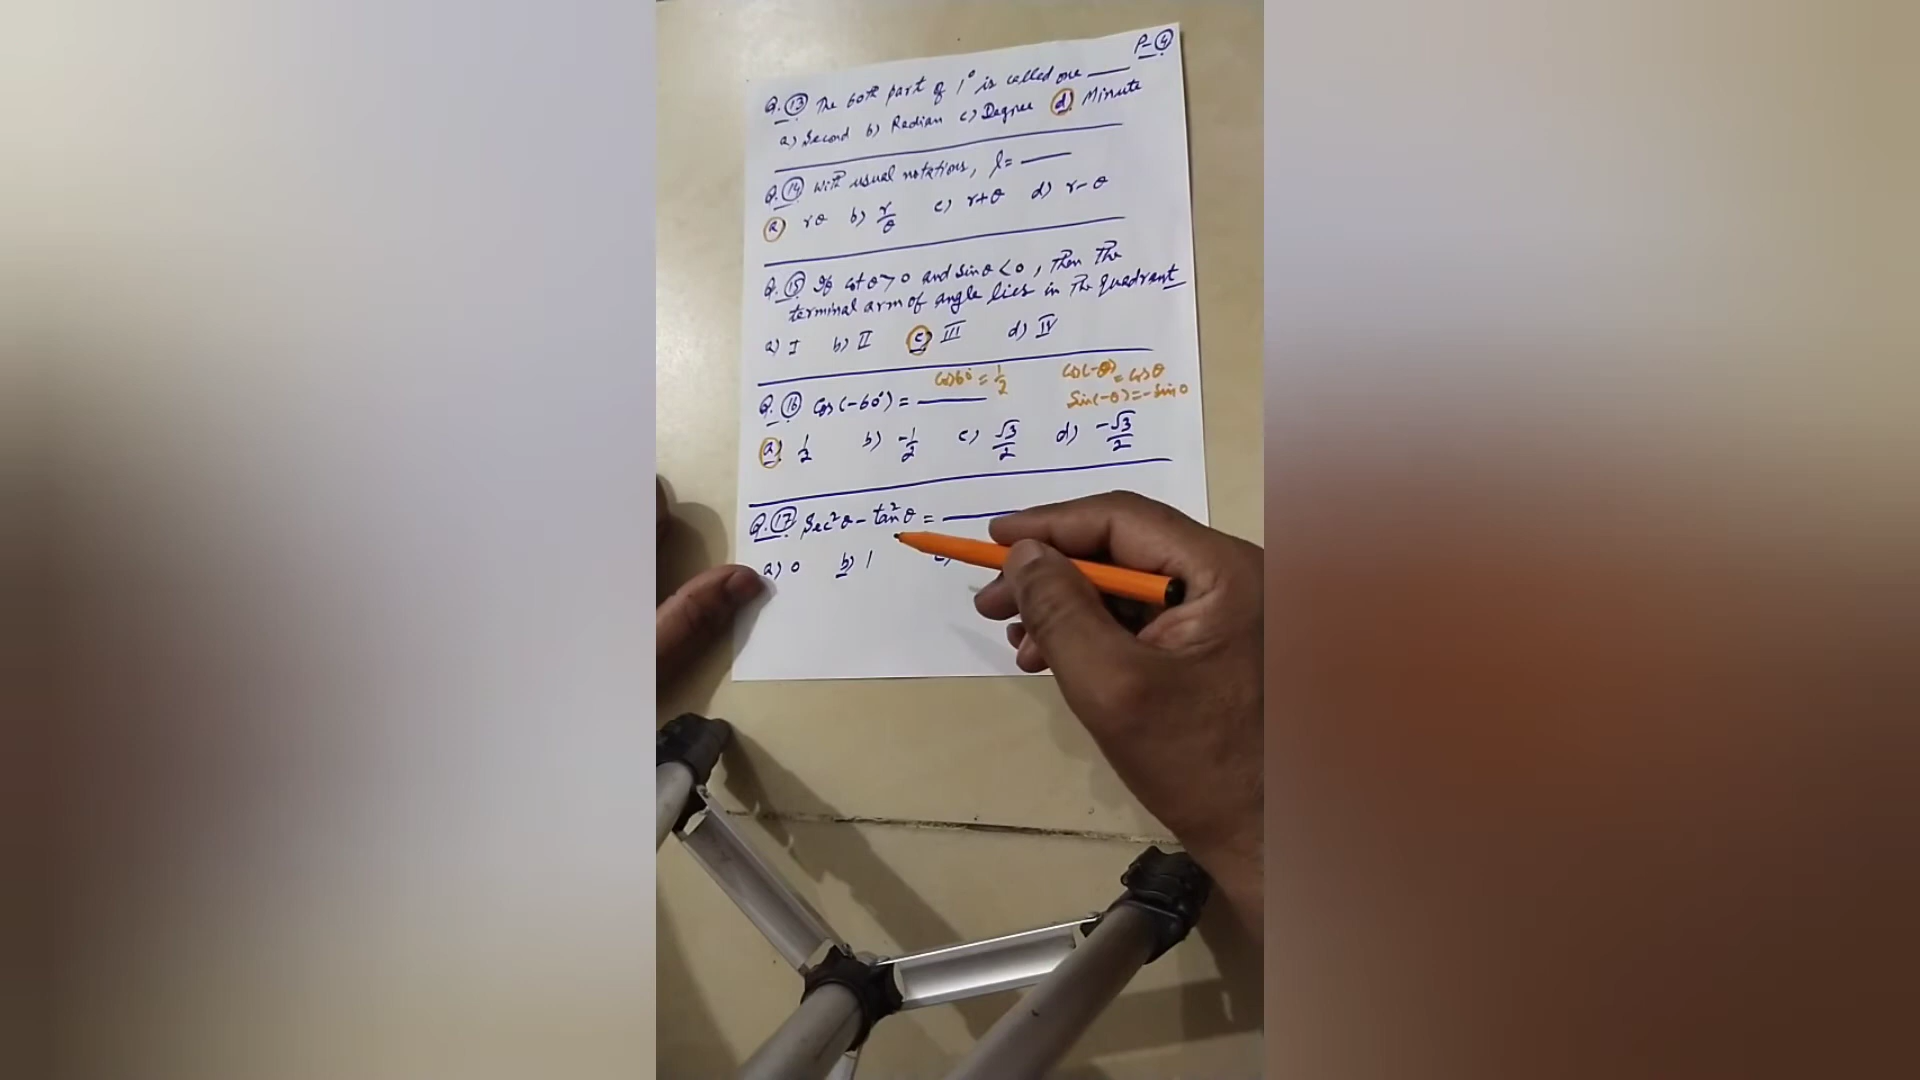 P-4
Q.13 The 60th part of 1° is called one ____
a) Second b) Radian c) Degree d) Minute
Q.14 With usual notations, l = ____
a) rθ b) r/θ c) r+θ d) r-θ
Q.15 If cotθ > 0 and sinθ < 0, then the
terminal arm of angle lies in the quadrant
a) I b) II c) III d) IV
cos60° = 1/2 cos(-θ) = cosθ
Q.16 Cos(-60°) = ____ Sin(-θ) = -Sinθ
a) 1/2 b) -1/2 c) √3/2 d) -√3/2
Q.17 Sec²θ - tan²θ = ____
a) 0 b) 1 c)